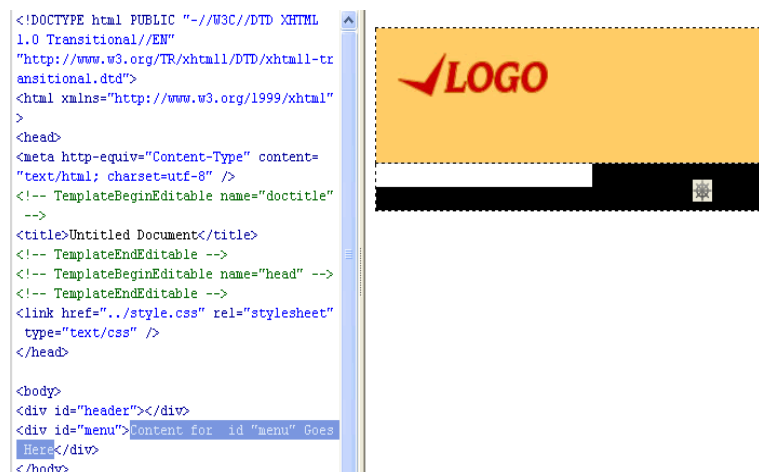 <!DOCTYPE html PUBLIC "-//W3C//DTD XHTML
1.0 Transitional//EN"
"http://www.w3.org/TR/xhtml1/DTD/xhtml1-tr
ansitional.dtd">
<html xmlns="http://www.w3.org/1999/xhtml"
>
<head>
<meta http-equiv="Content-Type" content=
"text/html; charset=utf-8" />
<!-- TemplateBeginEditable name="doctitle"
-->
<title>Untitled Document</title>
<!-- TemplateEndEditable -->
<!-- TemplateBeginEditable name="head" -->
<!-- TemplateEndEditable -->
<link href="../style.css" rel="stylesheet"
type="text/css" />
</head>
<body>
<div id="header"></div>
<div id="menu">Content for  id "menu" Goes
Here</div>
</body>
LOGO